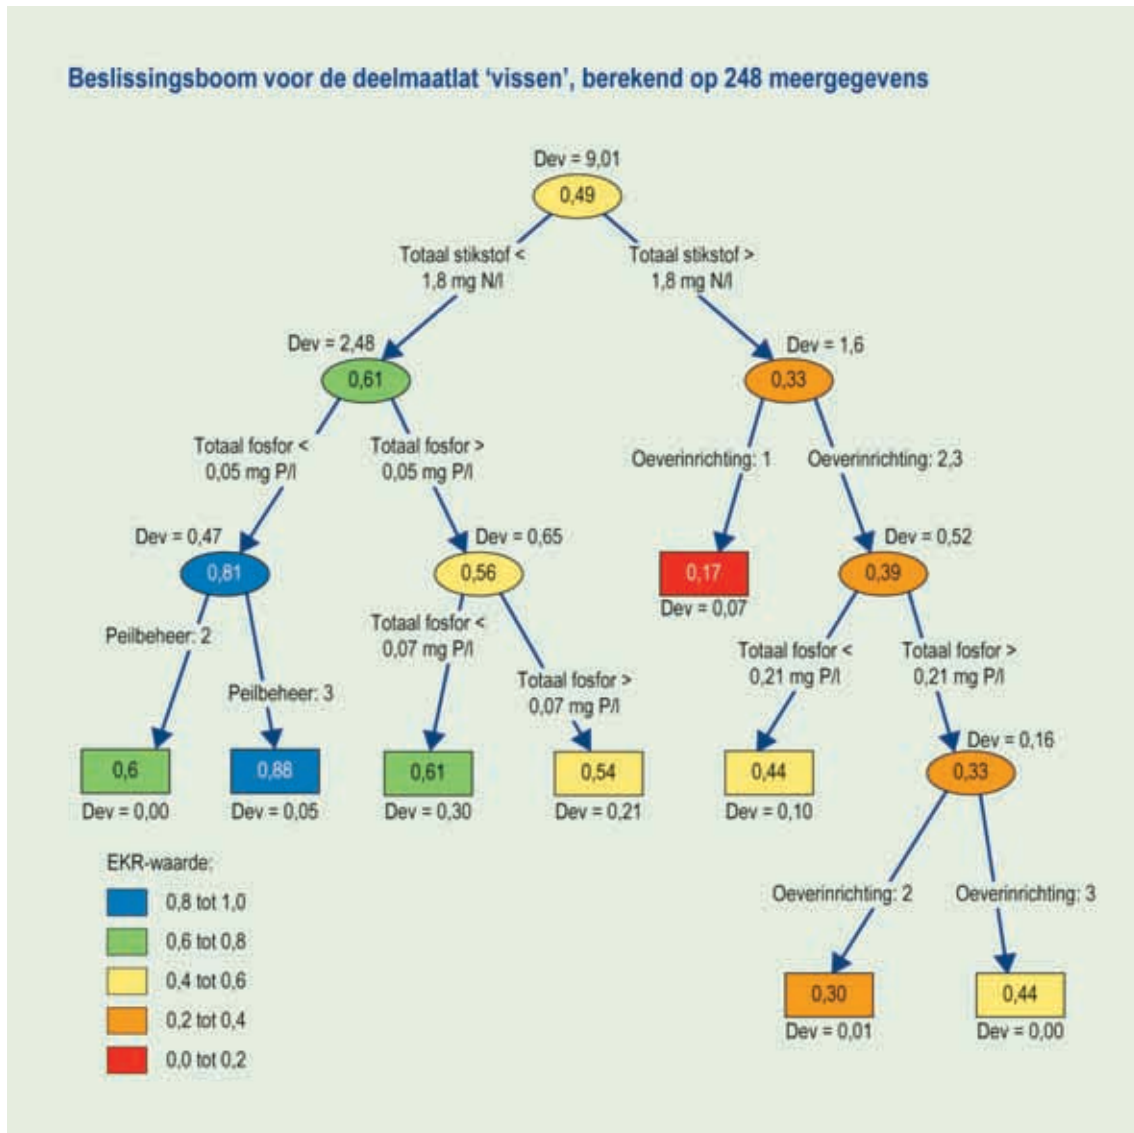 Beslissingsboom voor de deelmaatlat ‘vissen’, berekend op 248 meergegevens
Dev = 9,01
0,49
Totaal stikstof <
1,8 mg N/l
Totaal stikstof >
1,8 mg N/l
Dev = 2,48
0,61
Dev = 1,6
0,33
Totaal fosfor <
0,05 mg P/l
Totaal fosfor >
0,05 mg P/l
Oeverinrichting: 1
Oeverinrichting: 2,3
Dev = 0,47
0,81
Dev = 0,65
0,56
0,17
Dev = 0,07
Dev = 0,52
0,39
Peilbeheer: 2
Peilbeheer: 3
Totaal fosfor <
0,07 mg P/l
Totaal fosfor >
0,07 mg P/l
Totaal fosfor <
0,21 mg P/l
Totaal fosfor >
0,21 mg P/l
0,6
Dev = 0,00
0,88
Dev = 0,05
0,61
Dev = 0,30
0,54
Dev = 0,21
0,44
Dev = 0,10
Dev = 0,16
0,33
Oeverinrichting: 2
Oeverinrichting: 3
0,30
Dev = 0,01
0,44
Dev = 0,00
EKR-waarde:
0,8 tot 1,0
0,6 tot 0,8
0,4 tot 0,6
0,2 tot 0,4
0,0 tot 0,2